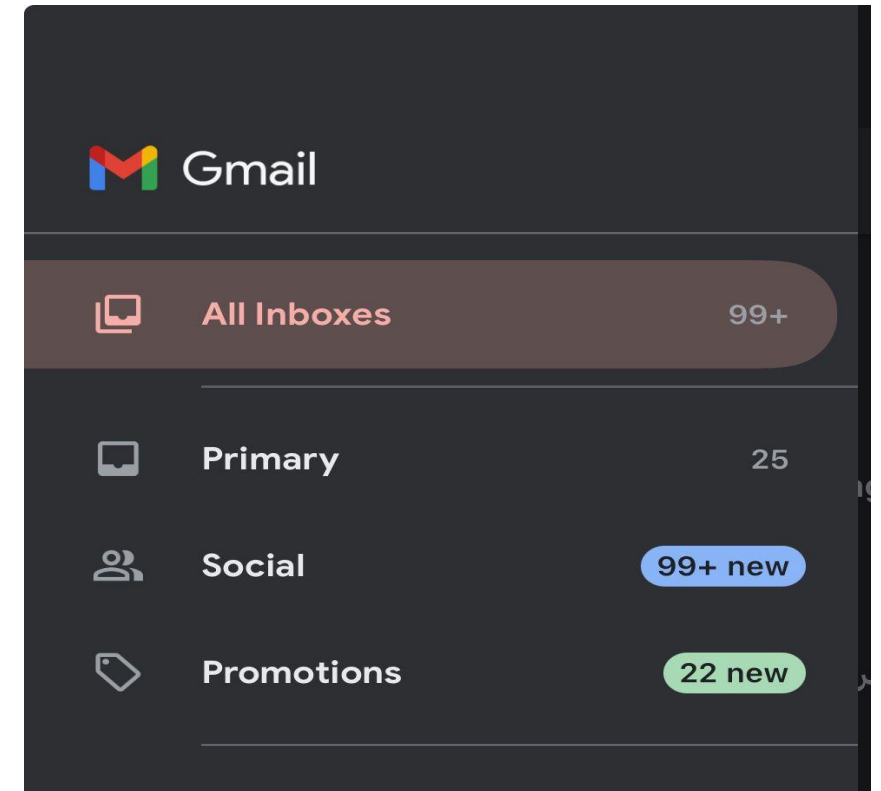 Gmail
All Inboxes 99+
Primary 25
Social 99+ new
Promotions 22 new